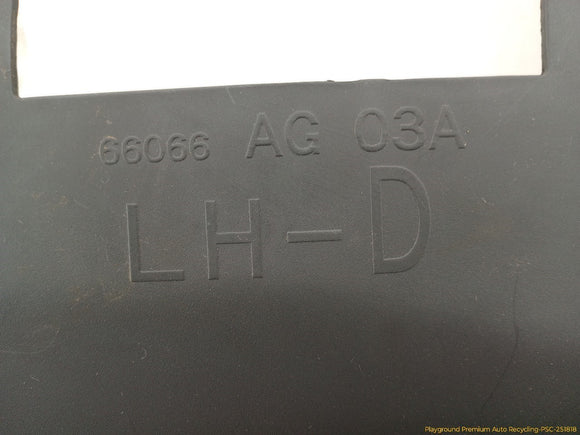 66066 AG 03A
LH-D
Playground Premium Auto Recycling-PSC-251818